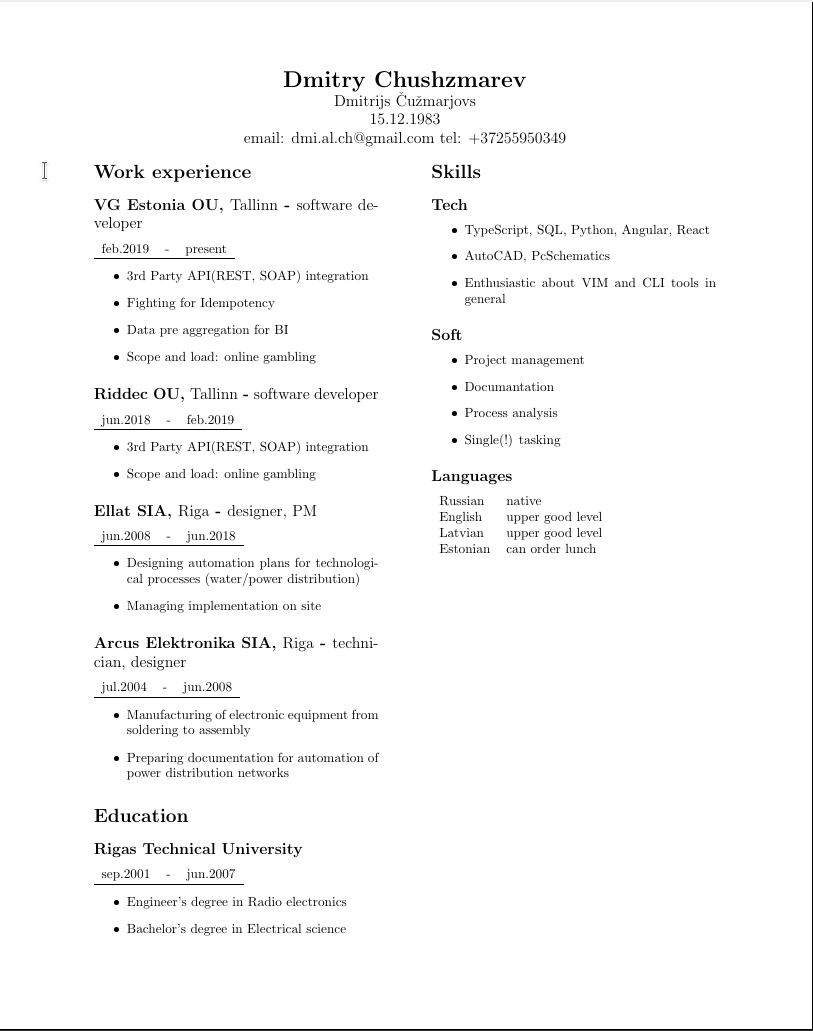 Dmitry Chushzmarev
Dmitrijs Čužmarjovs
15.12.1983
email: dmi.al.ch@gmail.com tel: +37255950349
Work experience
VG Estonia OU, Tallinn - software de-
veloper
feb.2019 - present
• 3rd Party API(REST, SOAP) integration
• Fighting for Idempotency
• Data pre aggregation for BI
• Scope and load: online gambling
Riddec OU, Tallinn - software developer
jun.2018 - feb.2019
• 3rd Party API(REST, SOAP) integration
• Scope and load: online gambling
Ellat SIA, Riga - designer, PM
jun.2008 - jun.2018
• Designing automation plans for technologi-
cal processes (water/power distribution)
• Managing implementation on site
Arcus Elektronika SIA, Riga - techni-
cian, designer
jul.2004 - jun.2008
• Manufacturing of electronic equipment from
soldering to assembly
• Preparing documentation for automation of
power distribution networks
Education
Rigas Technical University
sep.2001 - jun.2007
• Engineer's degree in Radio electronics
• Bachelor's degree in Electrical science
Skills
Tech
• TypeScript, SQL, Python, Angular, React
• AutoCAD, PcSchematics
• Enthusiastic about VIM and CLI tools in
general
Soft
• Project management
• Documantation
• Process analysis
• Single(!) tasking
Languages
Russian native
English upper good level
Latvian upper good level
Estonian can order lunch